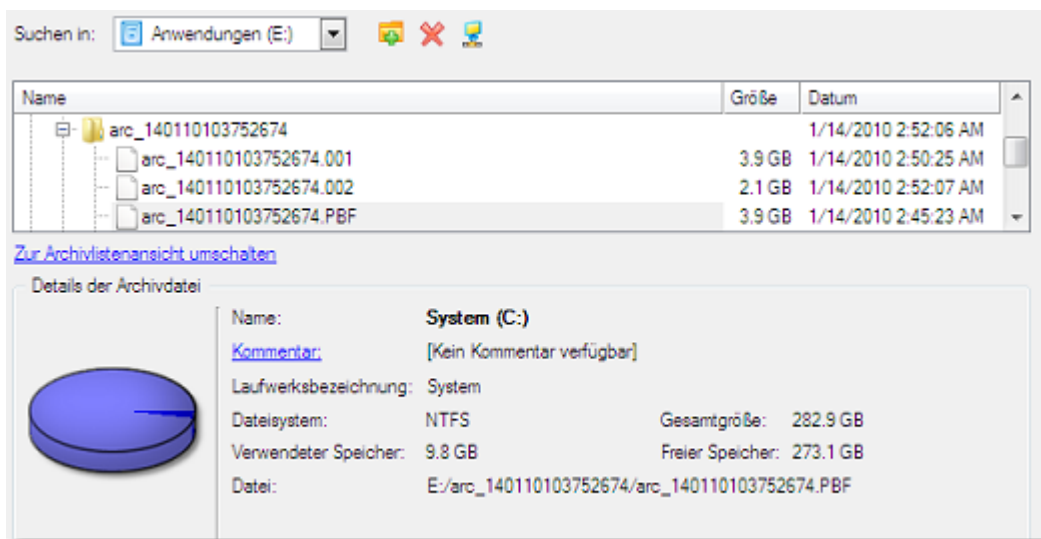 Suchen in: Anwendungen (E:)
Name Größe Datum
arc_140110103752674 1/14/2010 2:52:06 AM
arc_140110103752674.001 3.9 GB 1/14/2010 2:50:25 AM
arc_140110103752674.002 2.1 GB 1/14/2010 2:52:07 AM
arc_140110103752674.PBF 3.9 GB 1/14/2010 2:45:23 AM
Zur Archivlistenansicht umschalten
Details der Archivdatei
Name: System (C:)
Kommentar: [Kein Kommentar verfügbar]
Laufwerksbezeichnung: System
Dateisystem: NTFS Gesamtgröße: 282.9 GB
Verwendeter Speicher: 9.8 GB Freier Speicher: 273.1 GB
Datei: E:/arc_140110103752674/arc_140110103752674.PBF